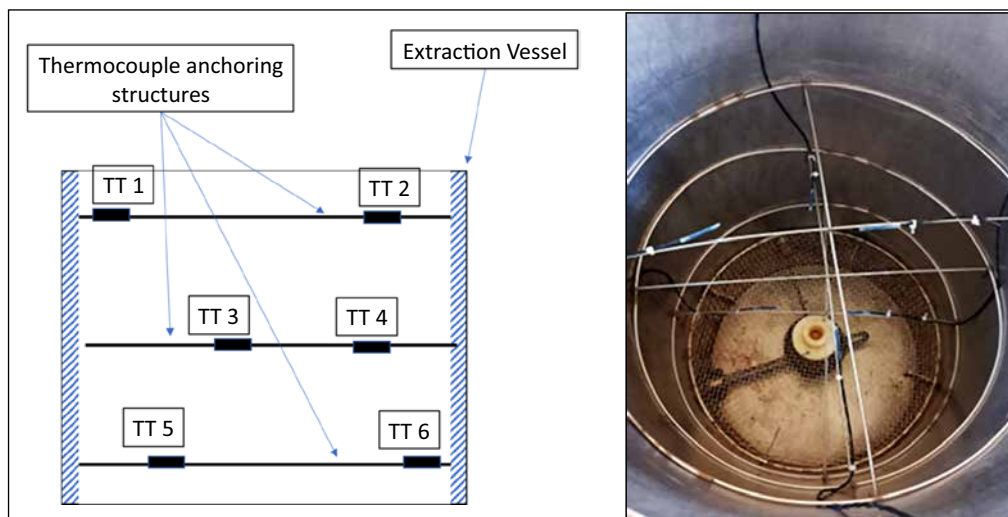 Thermocouple anchoring
structures
Extraction Vessel
TT 1
TT 2
TT 3
TT 4
TT 5
TT 6